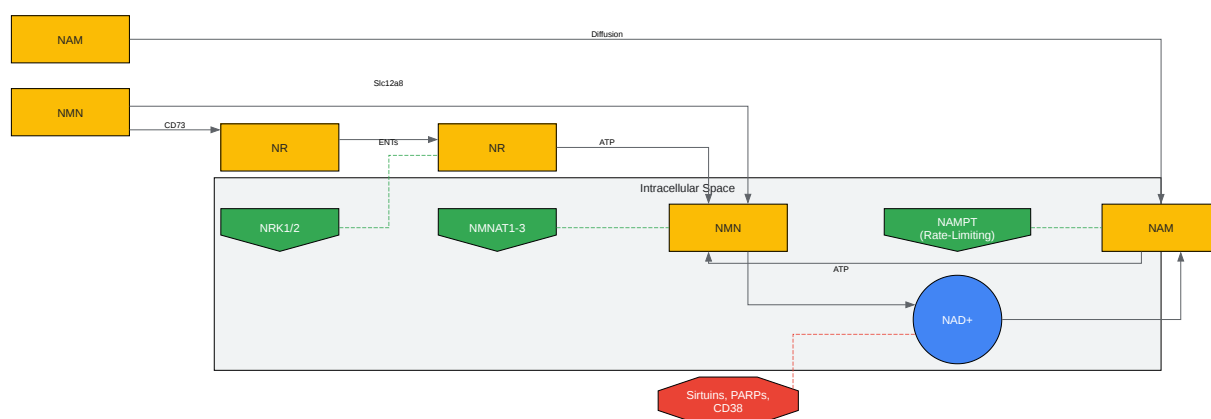 NAM
Diffusion
Slc12a8
NMN
CD73
NR
ENTs
NR
ATP
Intracellular Space
NRK1/2
NMNAT1-3
NMN
NAMPT
(Rate-Limiting)
NAM
ATP
NAD+
Sirtuins, PARPs,
CD38